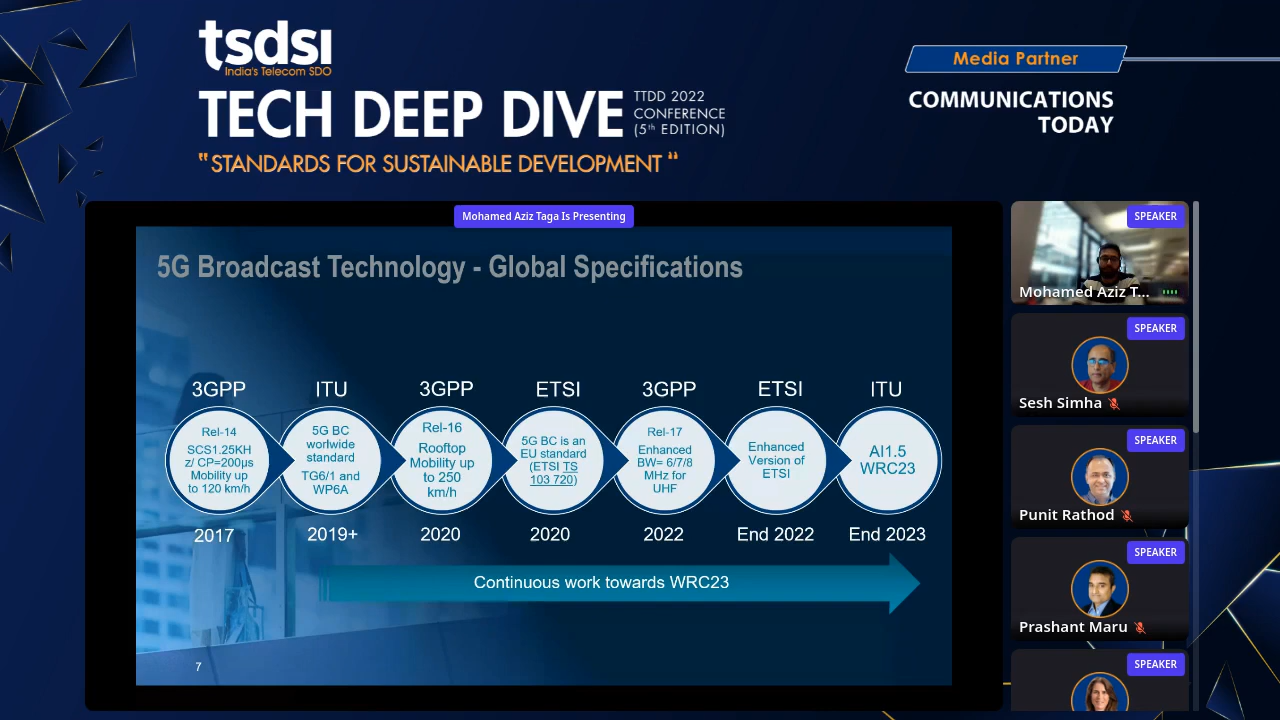 tsdsi
India's Telecom SDO
TECH DEEP DIVE
TTDD 2022
CONFERENCE
(5th EDITION)
"STANDARDS FOR SUSTAINABLE DEVELOPMENT"
Media Partner
COMMUNICATIONS
TODAY
Mohamed Aziz Taga Is Presenting
5G Broadcast Technology - Global Specifications
3GPP
Rel-14
SCS1.25KH
z/ CP=200µs
Mobility up
to 120 km/h
2017
ITU
5G BC
worlwide
standard
TG6/1 and
WP6A
2019+
3GPP
Rel-16
Rooftop
Mobility up
to 250
km/h
2020
ETSI
5G BC is an
EU standard
(ETSI TS
103 720)
2020
3GPP
Rel-17
Enhanced
BW= 6/7/8
MHz for
UHF
2022
ETSI
Enhanced
Version of
ETSI
End 2022
ITU
AI1.5
WRC23
End 2023
Continuous work towards WRC23
7
SPEAKER
Mohamed Aziz T...
SPEAKER
Sesh Simha
SPEAKER
Punit Rathod
SPEAKER
Prashant Maru
SPEAKER